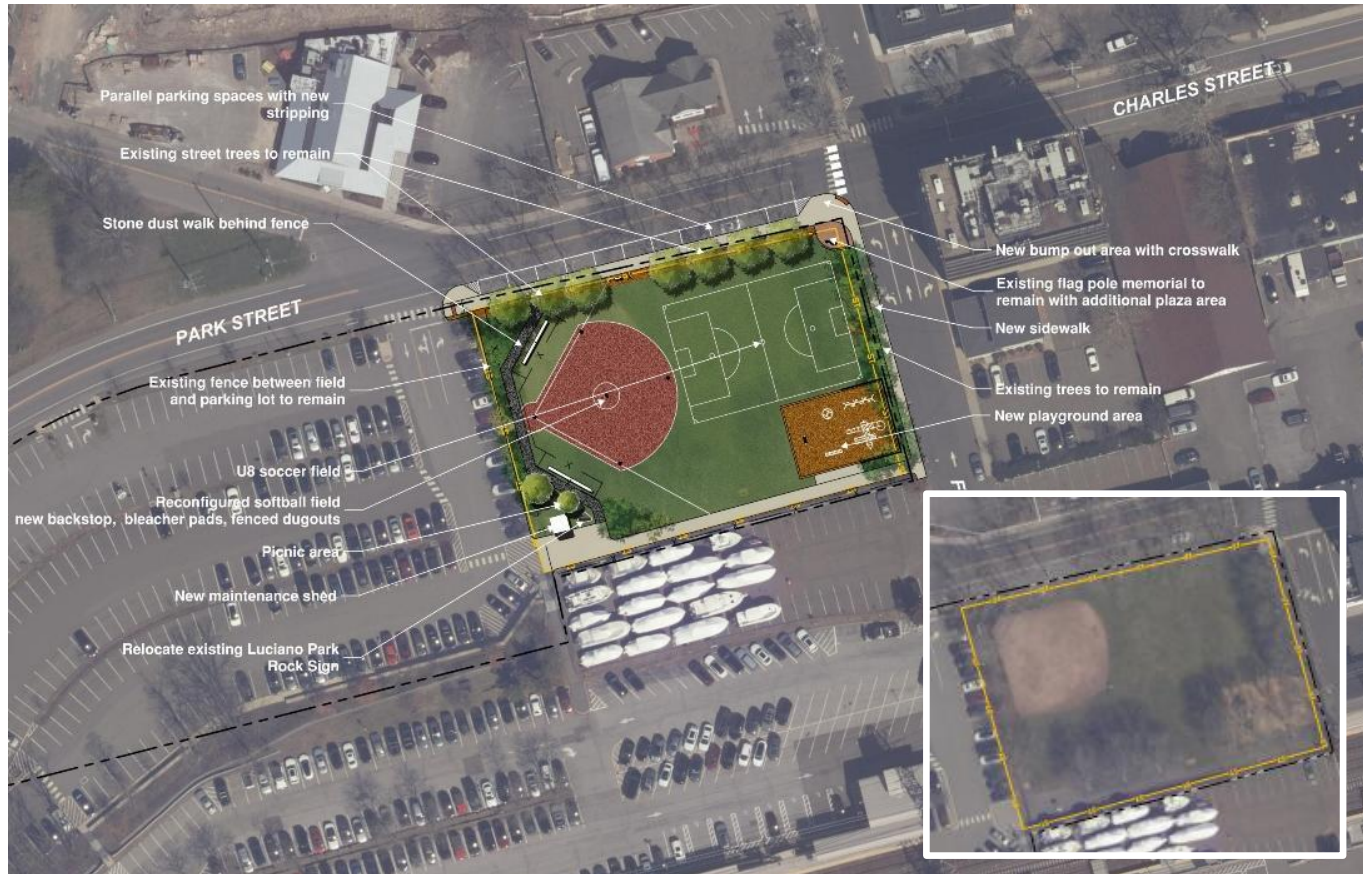 Parallel parking spaces with new
stripping
Existing street trees to remain
Stone dust walk behind fence
PARK STREET
Existing fence between field
and parking lot to remain
U8 soccer field
Reconfigured softball field
new backstop, bleacher pads, fenced dugouts
Picnic area
New maintenance shed
Relocate existing Luciano Park
Rock Sign
CHARLES STREET
New bump out area with crosswalk
Existing flag pole memorial to
remain with additional plaza area
New sidewalk
Existing trees to remain
New playground area